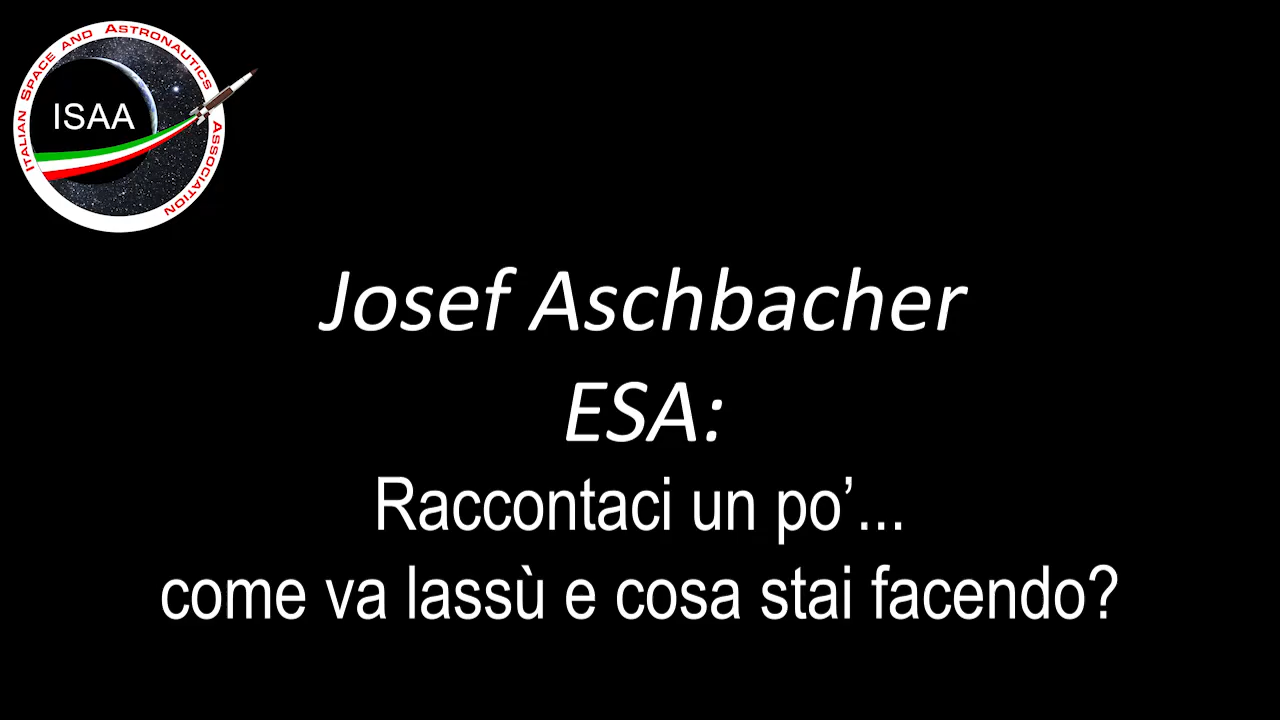 ITALIAN SPACE AND ASTRONAUTICS ASSOCIATION
ISAA
Josef Aschbacher
ESA:
Raccontaci un po’...
come va lassù e cosa stai facendo?